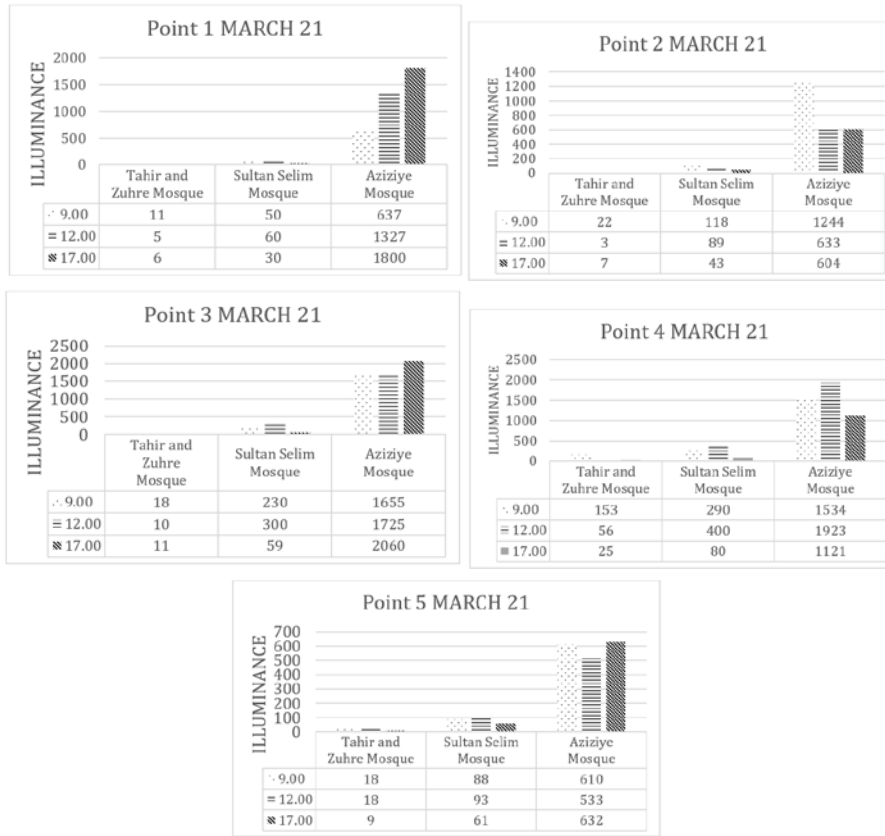 Point 1 MARCH 21
ILLUMINANCE
2000
1500
1000
500
0
Tahir and Zuhre Mosque Sultan Selim Mosque Aziziye Mosque
9.00 11 50 637
12.00 5 60 1327
17.00 6 30 1800
Point 2 MARCH 21
ILLUMINANCE
1400
1200
1000
800
600
400
200
0
Tahir and Zuhre Mosque Sultan Selim Mosque Aziziye Mosque
9.00 22 118 1244
12.00 3 89 633
17.00 7 43 604
Point 3 MARCH 21
ILLUMINANCE
2500
2000
1500
1000
500
0
Tahir and Zuhre Mosque Sultan Selim Mosque Aziziye Mosque
9.00 18 230 1655
12.00 10 300 1725
17.00 11 59 2060
Point 4 MARCH 21
ILLUMINANCE
2500
2000
1500
1000
500
0
Tahir and Zuhre Mosque Sultan Selim Mosque Aziziye Mosque
9.00 153 290 1534
12.00 56 400 1923
17.00 25 80 1121
Point 5 MARCH 21
ILLUMINANCE
700
600
500
400
300
200
100
0
Tahir and Zuhre Mosque Sultan Selim Mosque Aziziye Mosque
9.00 18 88 610
12.00 18 93 533
17.00 9 61 632